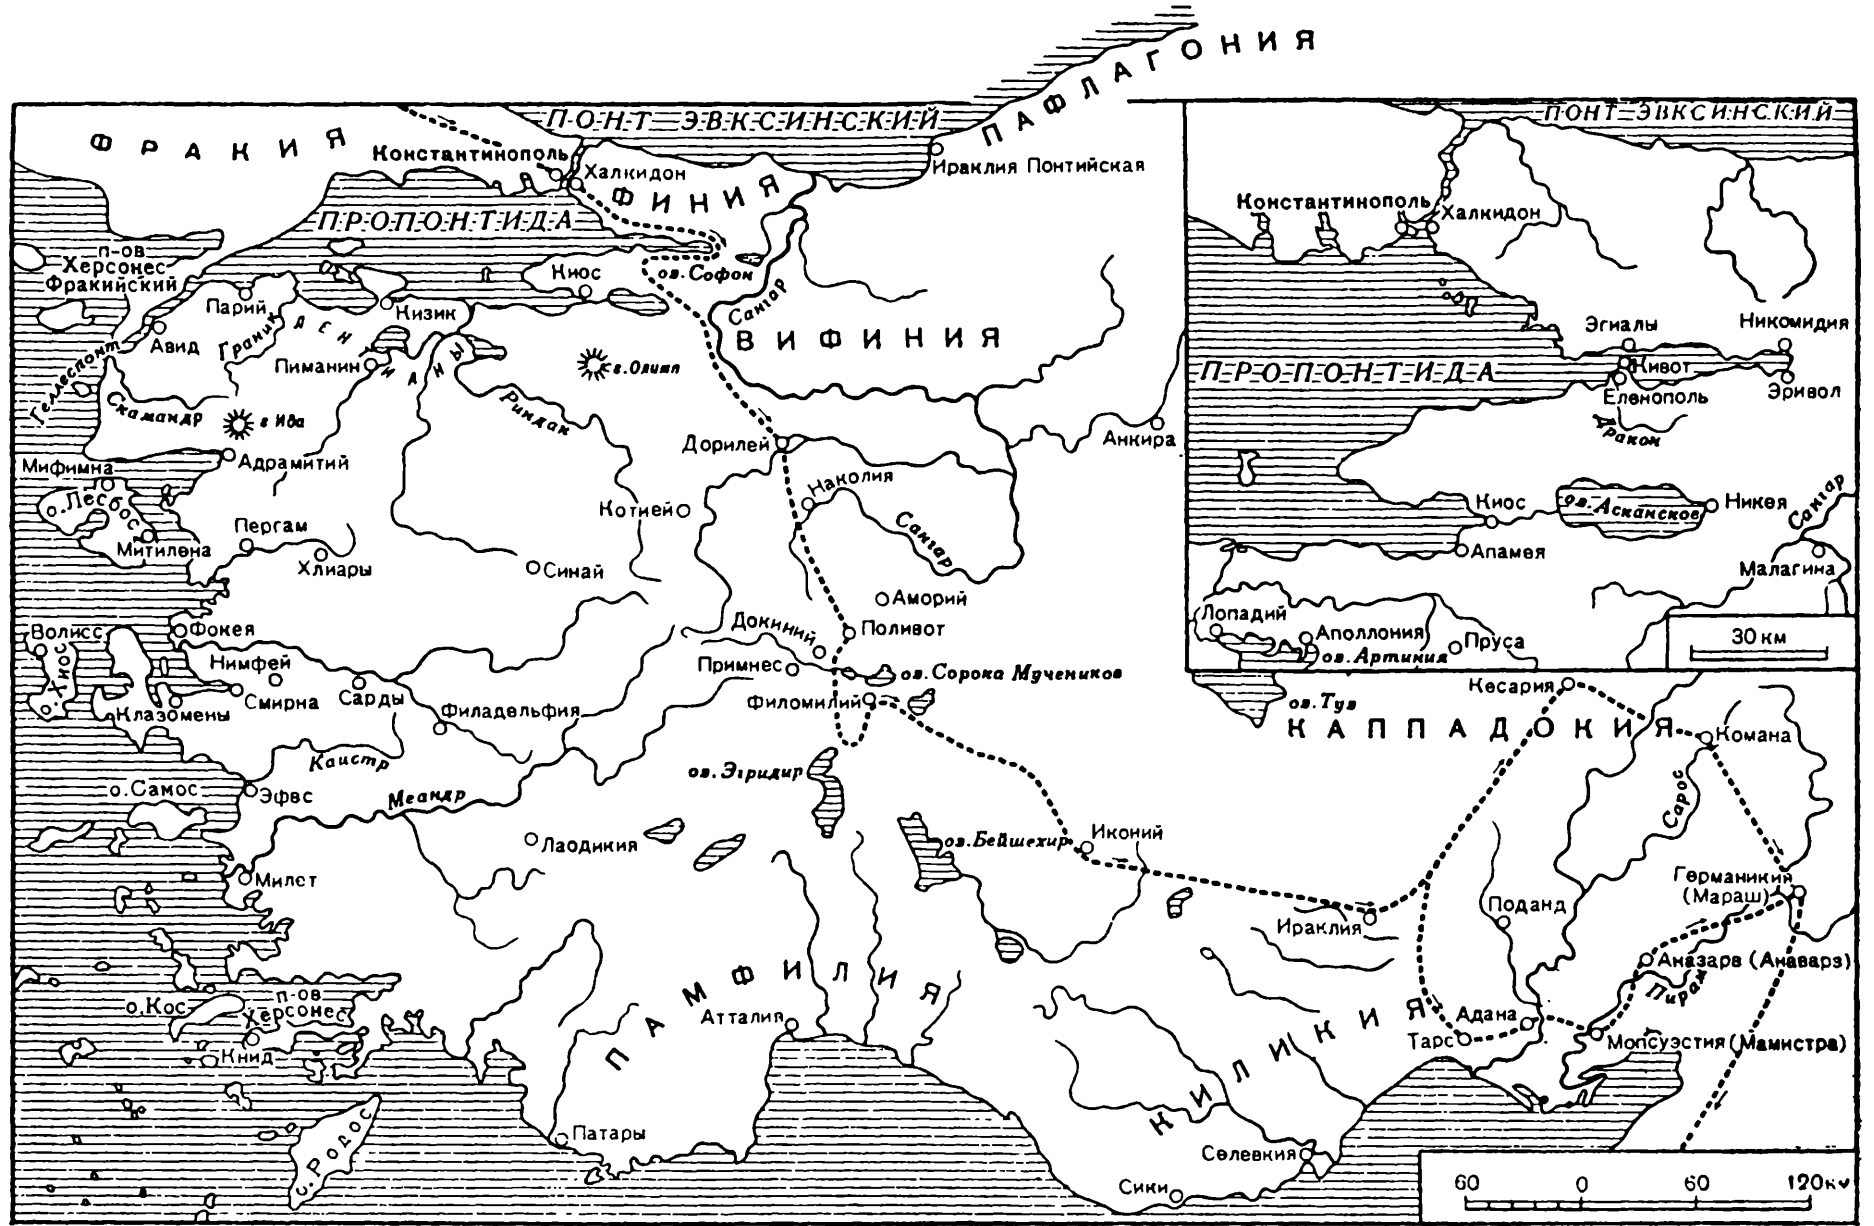 ПАФЛАГОНИЯ
ПОНТ ЭВКСИНСКИЙ
ФРАКИЯ
Константинополь
Халкидон
ФИНИЯ
Ираклия Понтийская
ПРОПОНТИДА
п-ов
Херсонес
Фракийский
Киос
оз. Софон
Парий
Кизик
Сангар
Авид
Граник
Геллеспонт
Пиманин
г. Олимп
ВИФИНИЯ
Скамандр
г. Ида
Риндак
Дорилей
Анкира
Адрамитий
Мифимна
о. Лесбос
Митилена
Наколия
Котией
Сангар
Пергам
Хлиары
Синай
Аморий
Волисс
о. Хиос
Фокея
Докиний
Поливот
Нимфей
Примнес
оз. Сорока Мучеников
Клазомены
Смирна
Сарды
Филомилий
Филадельфия
Каистр
оз. Эгридир
о. Самос
Эфес
Меандр
Лаодикия
оз. Бейшехир
Иконий
Милет
Ираклия
ПАМФИЛИЯ
о. Кос
п-ов
Херсонес
Книд
Атталия
о. Родос
Патары
КИЛИКИЯ
Селевкия
Сики
оз. Туз
КАППАДОКИЯ
Кесария
Комана
Сарос
Германикий
(Мараш)
Поданд
Аназарв (Анаварз)
Пирам
Адана
Тарс
Мопсуэстия (Мамистра)
60 0 60 120 км
ПОНТ ЭВКСИНСКИЙ
Константинополь
Халкидон
Эгиалы
Никомидия
ПРОПОНТИДА
Кивот
Еленополь
Эривол
Дракон
Киос
оз. Асканское
Никея
Сангар
Апамея
Малагина
Лопадий
Аполлония
оз. Артиния
Пруса
30 км